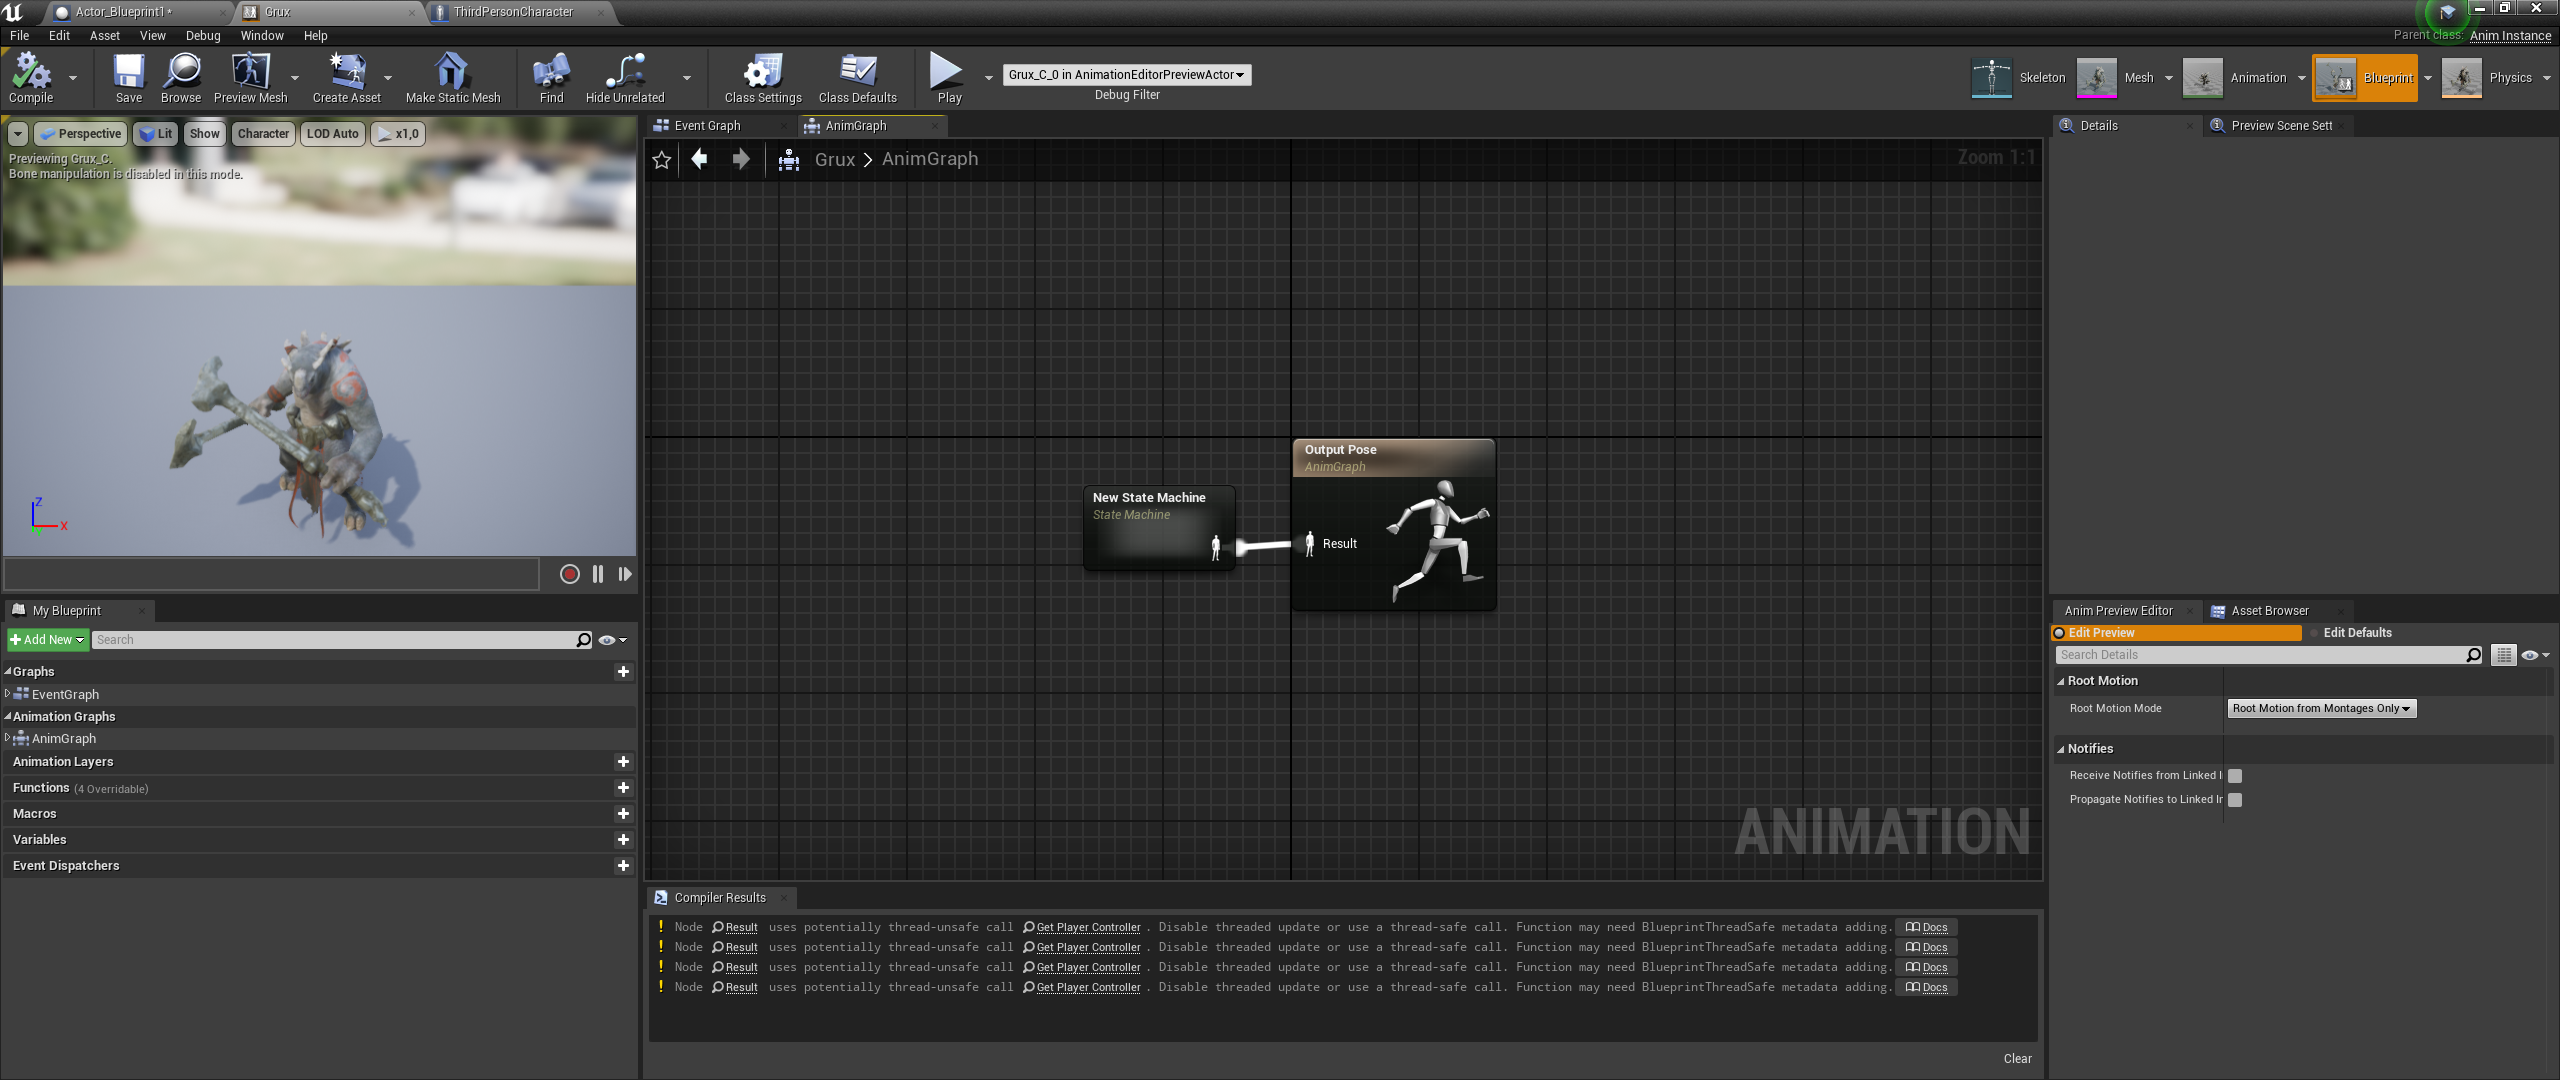 Actor_Blueprint1*
Grux
ThirdPersonCharacter
File Edit Asset View Debug Window Help
Parent class: Anim Instance
Compile
Save
Browse
Preview Mesh
Create Asset
Make Static Mesh
Find
Hide Unrelated
Class Settings
Class Defaults
Play
Grux_C_0 in AnimationEditorPreviewActor
Debug Filter
Skeleton
Mesh
Animation
Blueprint
Physics
Perspective
Lit
Show
Character
LOD Auto
x1,0
Previewing Grux_C.
Bone manipulation is disabled in this mode.
Z
X
Event Graph
AnimGraph
Grux > AnimGraph
Zoom 1:1
New State Machine
State Machine
Output Pose
AnimGraph
Result
ANIMATION
Details
Preview Scene Sett
My Blueprint
Add New
Search
Graphs
EventGraph
Animation Graphs
AnimGraph
Animation Layers
Functions (4 Overridable)
Macros
Variables
Event Dispatchers
Compiler Results
Node Result uses potentially thread-unsafe call Get Player Controller . Disable threaded update or use a thread-safe call. Function may need BlueprintThreadSafe metadata adding. Docs
Node Result uses potentially thread-unsafe call Get Player Controller . Disable threaded update or use a thread-safe call. Function may need BlueprintThreadSafe metadata adding. Docs
Node Result uses potentially thread-unsafe call Get Player Controller . Disable threaded update or use a thread-safe call. Function may need BlueprintThreadSafe metadata adding. Docs
Node Result uses potentially thread-unsafe call Get Player Controller . Disable threaded update or use a thread-safe call. Function may need BlueprintThreadSafe metadata adding. Docs
Clear
Anim Preview Editor
Asset Browser
Edit Preview
Edit Defaults
Search Details
Root Motion
Root Motion Mode
Root Motion from Montages Only
Notifies
Receive Notifies from Linked I
Propagate Notifies to Linked Ir